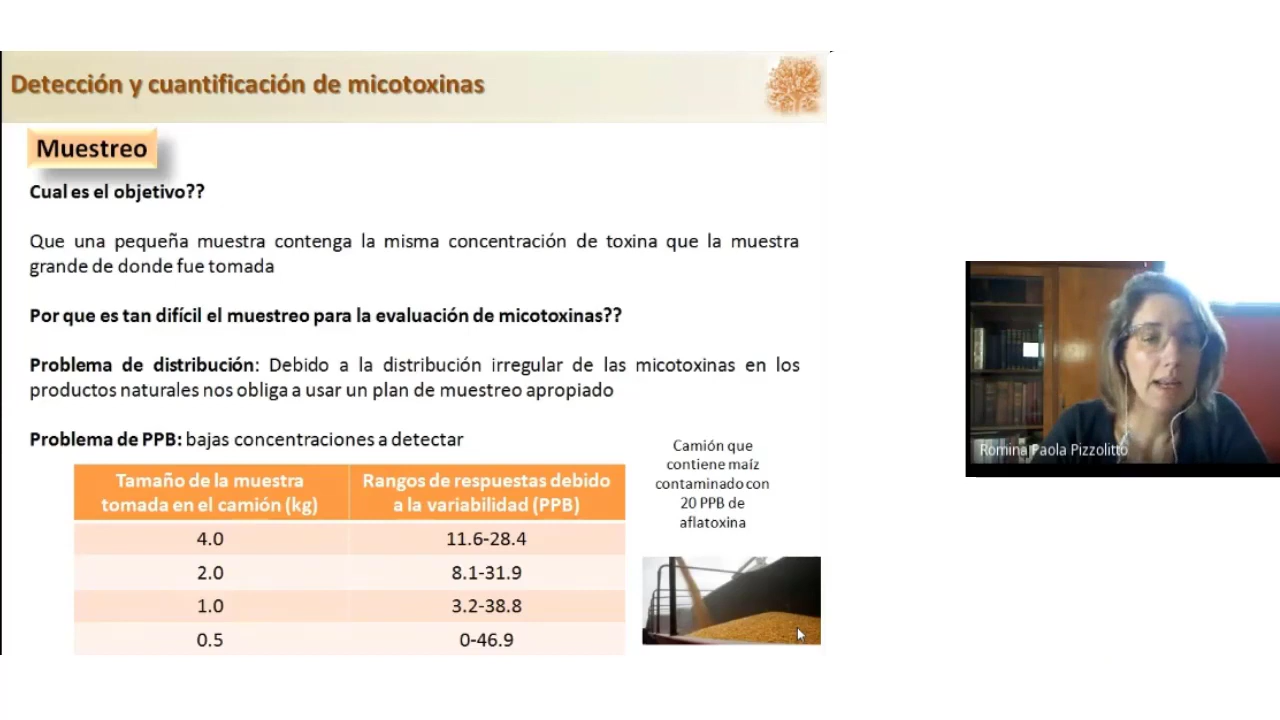 Detección y cuantificación de micotoxinas
Muestreo
Cual es el objetivo??
Que una pequeña muestra contenga la misma concentración de toxina que la muestra
grande de donde fue tomada
Por que es tan difícil el muestreo para la evaluación de micotoxinas??
Problema de distribución: Debido a la distribución irregular de las micotoxinas en los
productos naturales nos obliga a usar un plan de muestreo apropiado
Problema de PPB: bajas concentraciones a detectar
Tamaño de la muestra
tomada en el camión (kg)
Rangos de respuestas debido
a la variabilidad (PPB)
4.0 11.6-28.4
2.0 8.1-31.9
1.0 3.2-38.8
0.5 0-46.9
Camión que
contiene maíz
contaminado con
20 PPB de
aflatoxina
Romina Paola Pizzolitto